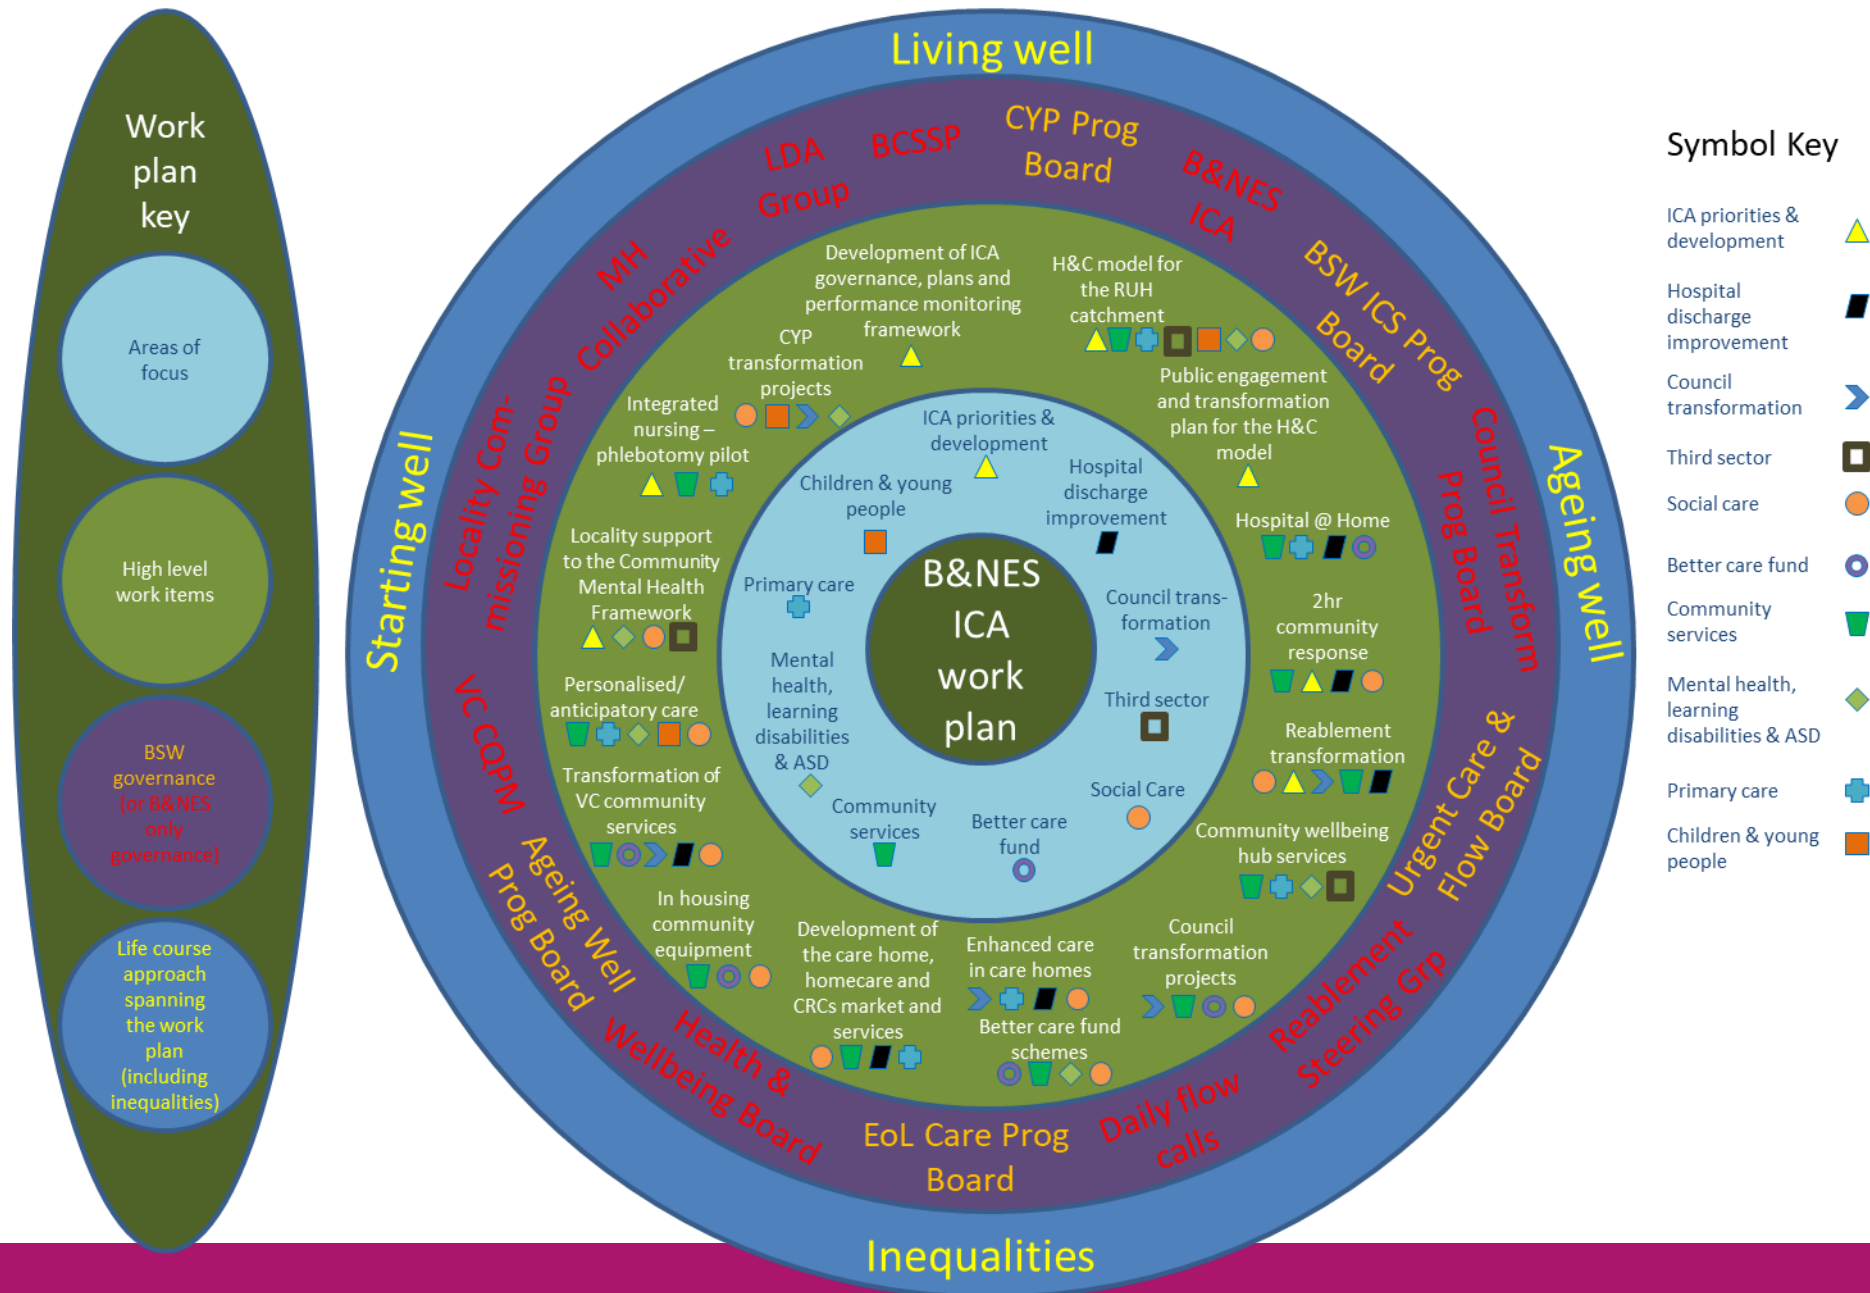 Work
plan
key
Areas of
focus
High level
work items
BSW
governance
(or B&NES
only
governance)
Life course
approach
spanning
the work
plan
(including
inequalities)
Living well
Ageing well
Inequalities
Starting well
CYP Prog
Board
B&NES
ICA
BSW ICS Prog
Board
Council Transform
Prog Board
Urgent Care &
Flow Board
Reablement
Steering Grp
Daily flow
calls
EoL Care Prog
Board
Health &
Wellbeing Board
Ageing Well
Prog Board
VC CQPM
Locality Com-
missioning Group
MH
Collaborative
LDA
Group
BCSSP
Development of ICA
governance, plans and
performance monitoring
framework
H&C model for
the RUH
catchment
Public engagement
and transformation
plan for the H&C
model
Hospital @ Home
2hr
community
response
Reablement
transformation
Community wellbeing
hub services
Council
transformation
projects
Enhanced care
in care homes
Better care fund
schemes
Development of
the care home,
homecare and
CRCs market and
services
In housing
community
equipment
Transformation of
VC community
services
Personalised/
anticipatory care
Locality support
to the Community
Mental Health
Framework
Integrated
nursing –
phlebotomy pilot
CYP
transformation
projects
ICA priorities &
development
Hospital
discharge
improvement
Council trans-
formation
Third sector
Social Care
Better care
fund
Community
services
Mental
health,
learning
disabilities
& ASD
Primary care
Children & young
people
B&NES
ICA
work
plan
Symbol Key
ICA priorities &
development
Hospital
discharge
improvement
Council
transformation
Third sector
Social care
Better care fund
Community
services
Mental health,
learning
disabilities & ASD
Primary care
Children & young
people